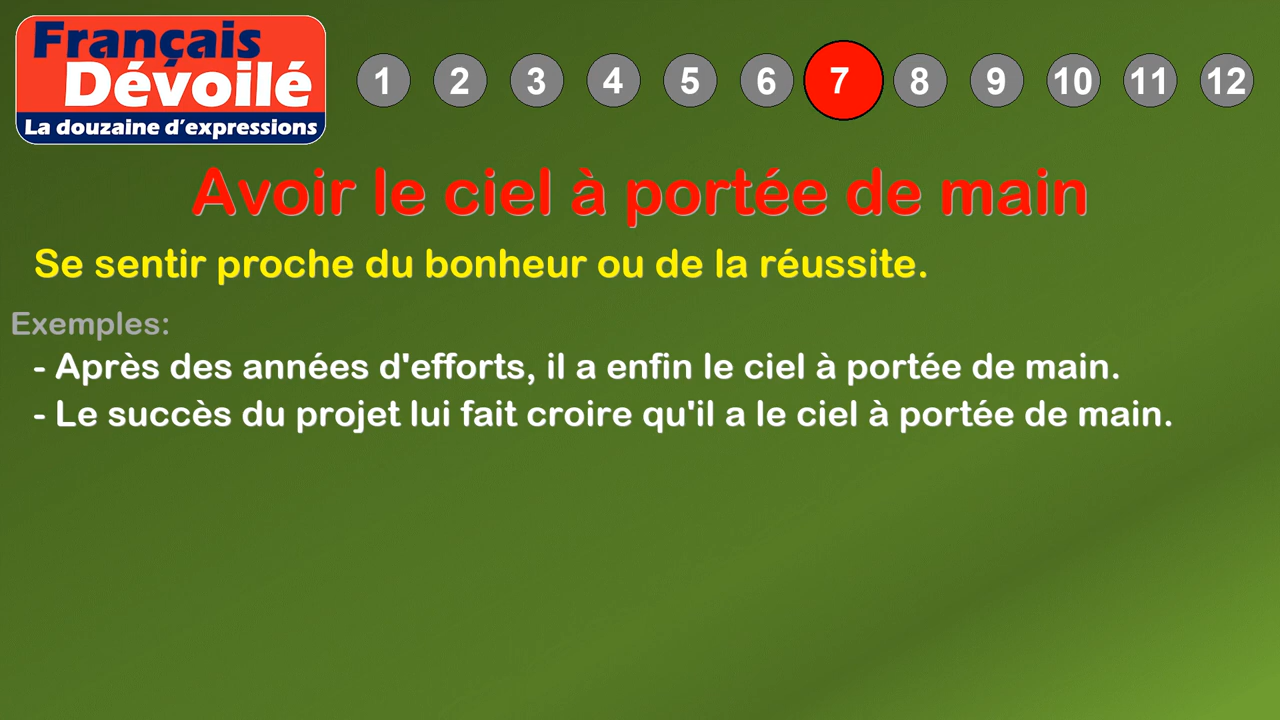 Français
Dévoilé
La douzaine d'expressions
1 2 3 4 5 6 7 8 9 10 11 12
Avoir le ciel à portée de main
Se sentir proche du bonheur ou de la réussite.
Exemples:
- Après des années d'efforts, il a enfin le ciel à portée de main.
- Le succès du projet lui fait croire qu'il a le ciel à portée de main.